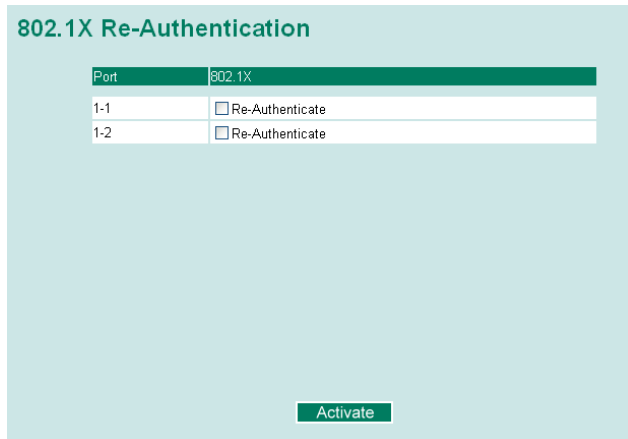 802.1X Re-Authentication
Port 802.1X
1-1 Re-Authenticate
1-2 Re-Authenticate
Activate